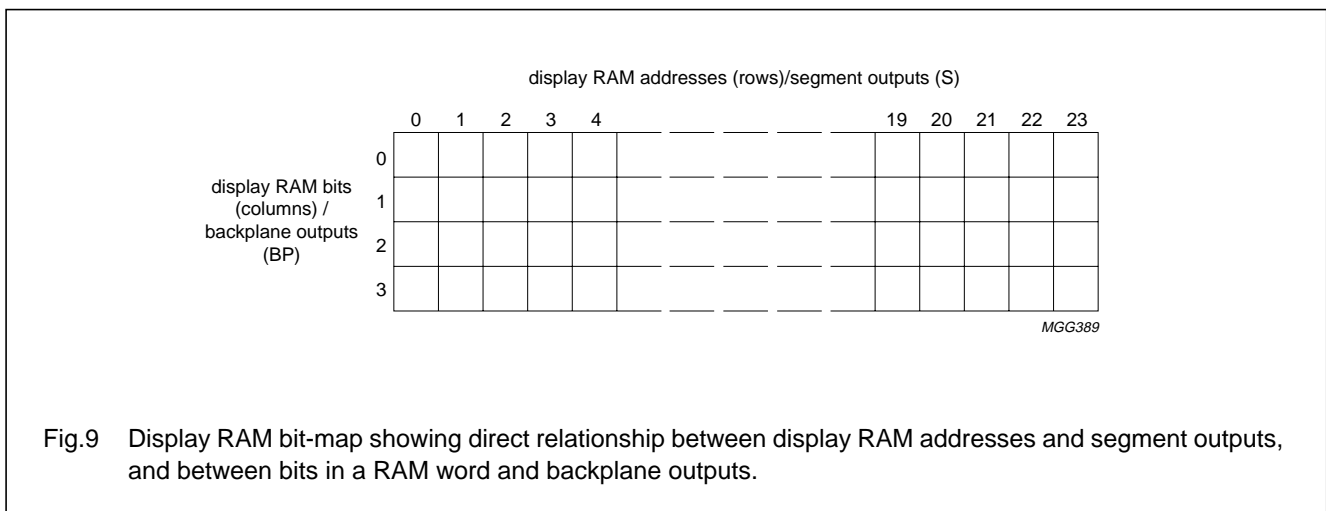 display RAM addresses (rows)/segment outputs (S)
0 1 2 3 4 19 20 21 22 23
0
display RAM bits
1
(columns) /
backplane outputs
2
(BP)
3
MGG389
Fig.9 Display RAM bit-map showing direct relationship between display RAM addresses and segment outputs,
and between bits in a RAM word and backplane outputs.